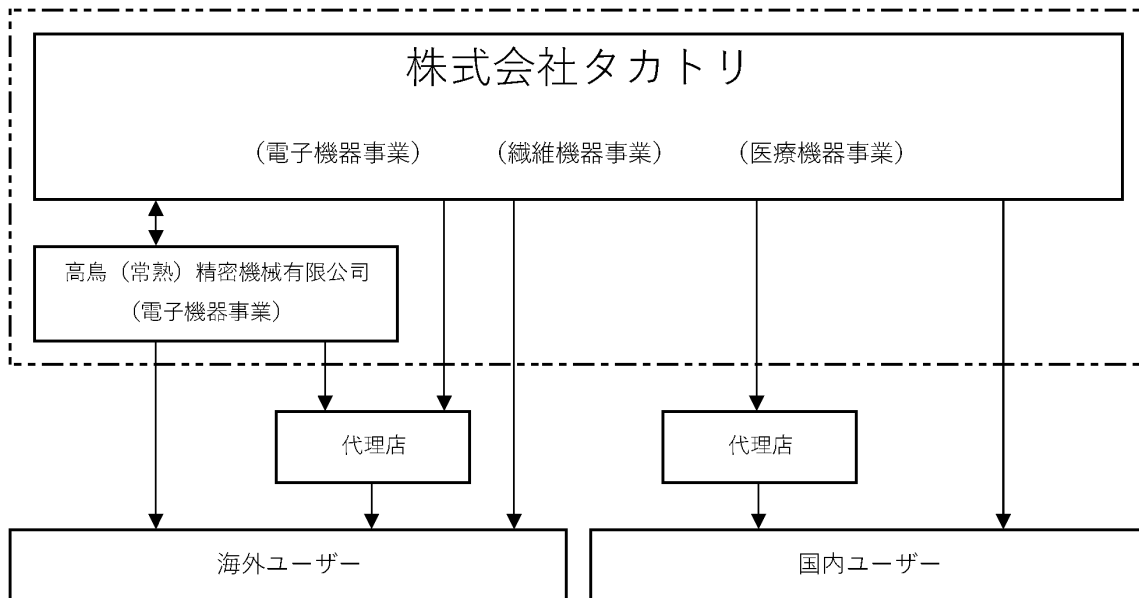 株式会社タカトリ
（電子機器事業）　（繊維機器事業）　（医療機器事業）
高鳥（常熟）精密機械有限公司
（電子機器事業）
代理店　代理店
海外ユーザー　国内ユーザー